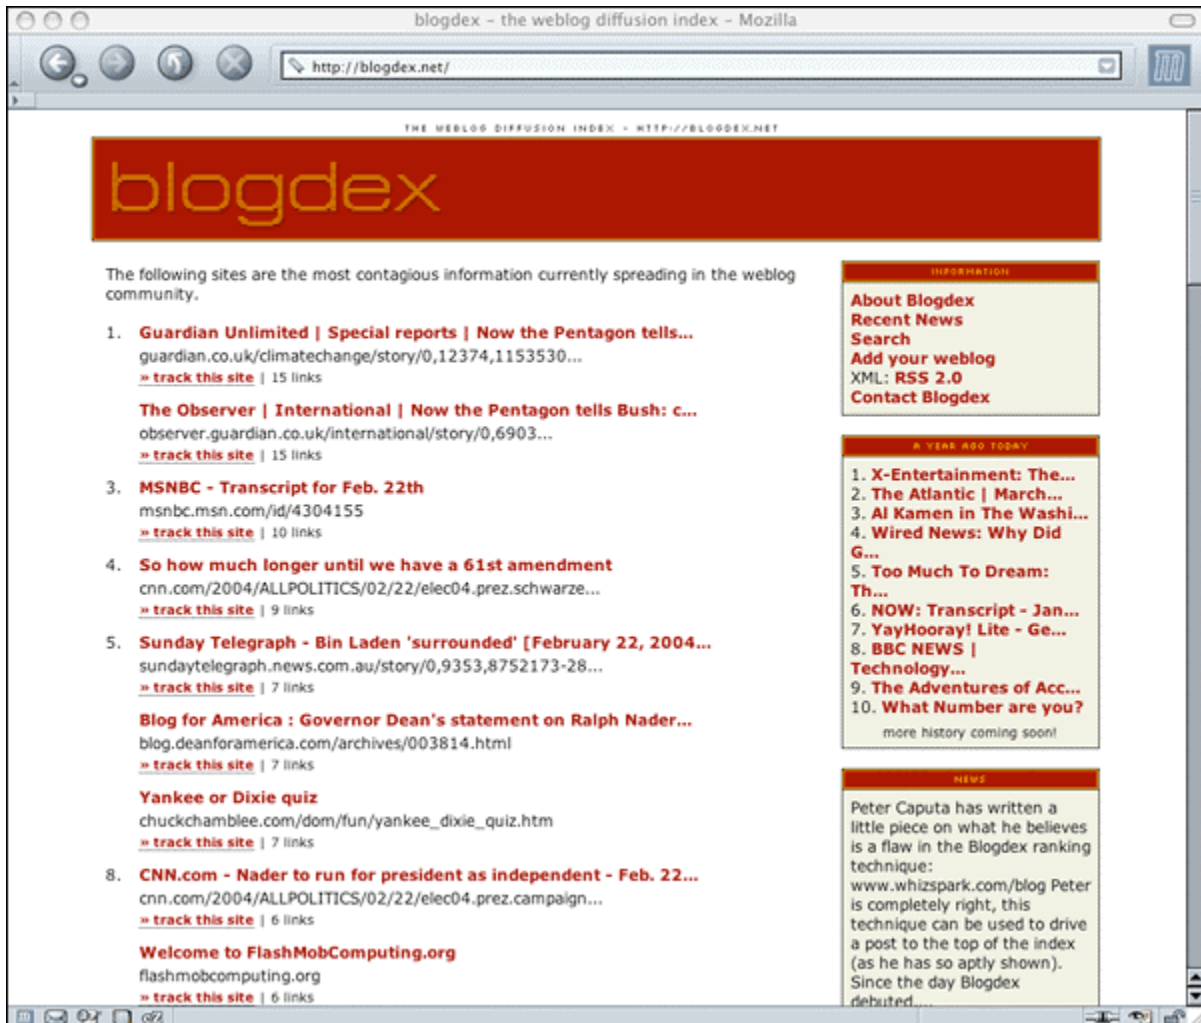 blogdex - the weblog diffusion index - Mozilla
http://blogdex.net/
THE WEBLOG DIFFUSION INDEX - HTTP://BLOGDEX.NET
blogdex
The following sites are the most contagious information currently spreading in the weblog
community.
1. Guardian Unlimited | Special reports | Now the Pentagon tells...
guardian.co.uk/climatechange/story/0,12374,1153530...
» track this site | 15 links
The Observer | International | Now the Pentagon tells Bush: c...
observer.guardian.co.uk/international/story/0,6903...
» track this site | 15 links
3. MSNBC - Transcript for Feb. 22th
msnbc.msn.com/id/4304155
» track this site | 10 links
4. So how much longer until we have a 61st amendment
cnn.com/2004/ALLPOLITICS/02/22/elec04.prez.schwarze...
» track this site | 9 links
5. Sunday Telegraph - Bin Laden 'surrounded' [February 22, 2004...
sundaytelegraph.news.com.au/story/0,9353,8752173-28...
» track this site | 7 links
Blog for America : Governor Dean's statement on Ralph Nader...
blog.deanforamerica.com/archives/003814.html
» track this site | 7 links
Yankee or Dixie quiz
chuckchamblee.com/dom/fun/yankee_dixie_quiz.htm
» track this site | 7 links
8. CNN.com - Nader to run for president as independent - Feb. 22...
cnn.com/2004/ALLPOLITICS/02/22/elec04.prez.campaign...
» track this site | 6 links
Welcome to FlashMobComputing.org
flashmobcomputing.org
» track this site | 6 links
INFORMATION
About Blogdex
Recent News
Search
Add your weblog
XML: RSS 2.0
Contact Blogdex
A YEAR AGO TODAY
1. X-Entertainment: The...
2. The Atlantic | March...
3. Al Kamen in The Washi...
4. Wired News: Why Did
G...
5. Too Much To Dream:
Th...
6. NOW: Transcript - Jan...
7. YayHooray! Lite - Ge...
8. BBC NEWS |
Technology...
9. The Adventures of Acc...
10. What Number are you?
more history coming soon!
NEWS
Peter Caputa has written a
little piece on what he believes
is a flaw in the Blogdex ranking
technique:
www.whizspark.com/blog Peter
is completely right, this
technique can be used to drive
a post to the top of the index
(as he has so aptly shown).
Since the day Blogdex
debuted....